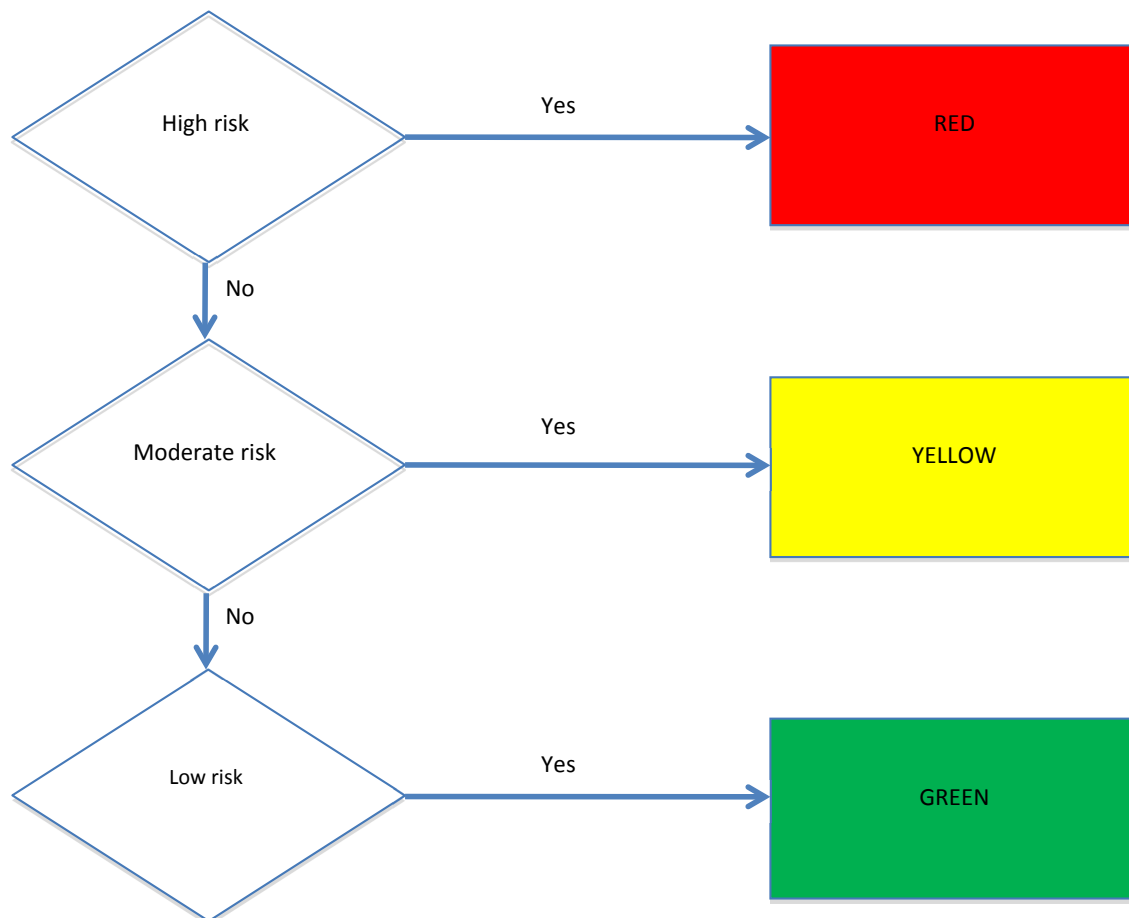 High risk
Yes
RED
No
Moderate risk
Yes
YELLOW
No
Low risk
Yes
GREEN